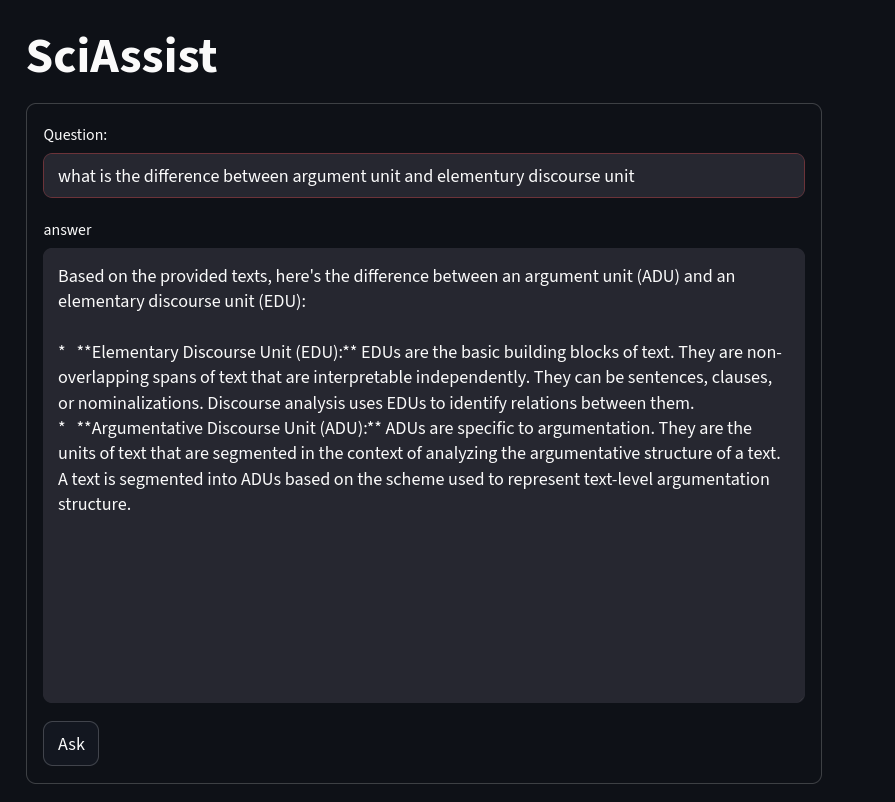 SciAssist
Question:
what is the difference between argument unit and elementury discourse unit
answer
Based on the provided texts, here's the difference between an argument unit (ADU) and an
elementary discourse unit (EDU):
*   **Elementary Discourse Unit (EDU):** EDUs are the basic building blocks of text. They are non-
overlapping spans of text that are interpretable independently. They can be sentences, clauses,
or nominalizations. Discourse analysis uses EDUs to identify relations between them.
*   **Argumentative Discourse Unit (ADU):** ADUs are specific to argumentation. They are the
units of text that are segmented in the context of analyzing the argumentative structure of a text.
A text is segmented into ADUs based on the scheme used to represent text-level argumentation
structure.
Ask